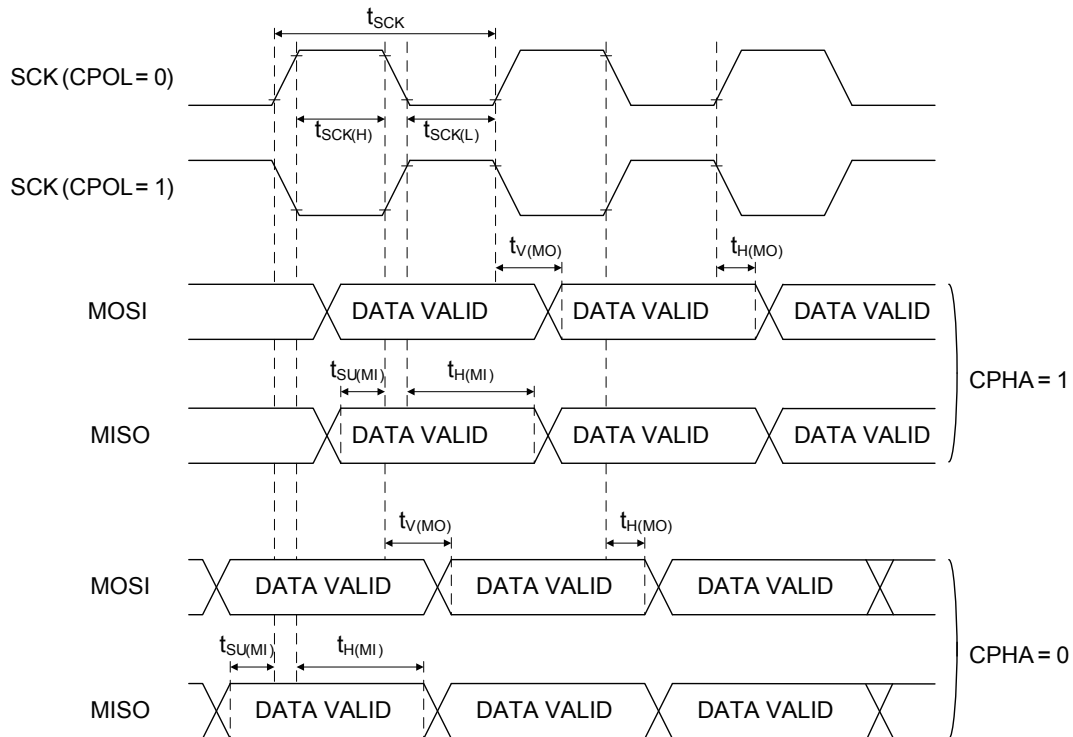 tSCK
SCK (CPOL = 0)
tSCK(H) tSCK(L)
SCK (CPOL = 1)
tV(MO) tH(MO)
MOSI DATA VALID DATA VALID DATA VALID
tSU(MI) tH(MI)
CPHA = 1
MISO DATA VALID DATA VALID DATA VALID
tV(MO) tH(MO)
MOSI DATA VALID DATA VALID DATA VALID
tSU(MI) tH(MI)
CPHA = 0
MISO DATA VALID DATA VALID DATA VALID